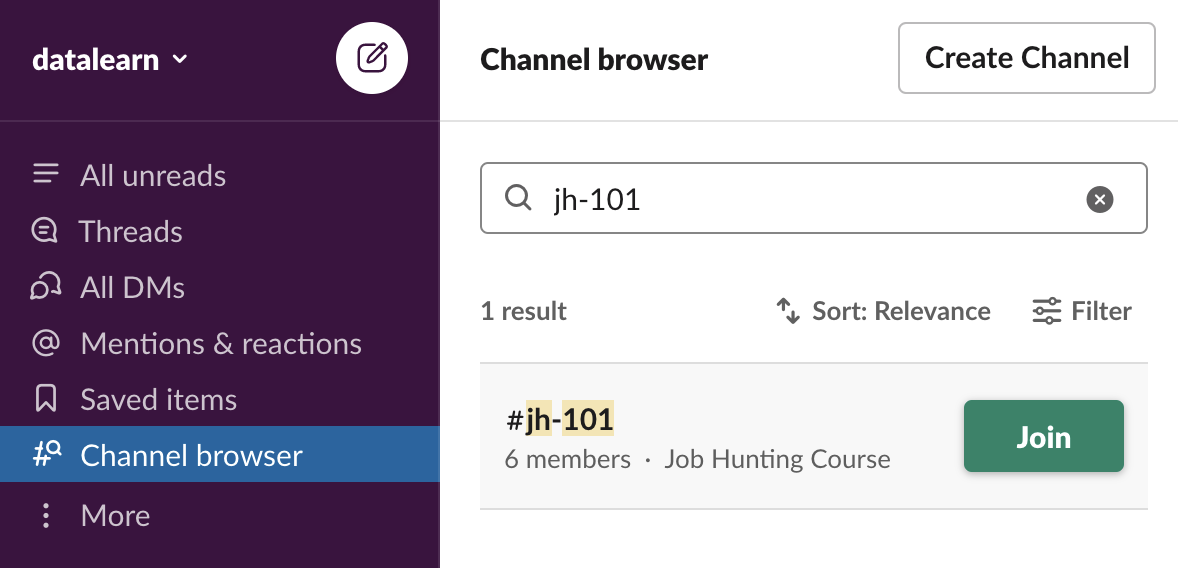 datalearn
All unreads
Threads
All DMs
Mentions & reactions
Saved items
Channel browser
More
Channel browser
Create Channel
jh-101
1 result
Sort: Relevance
Filter
#jh-101
6 members · Job Hunting Course
Join